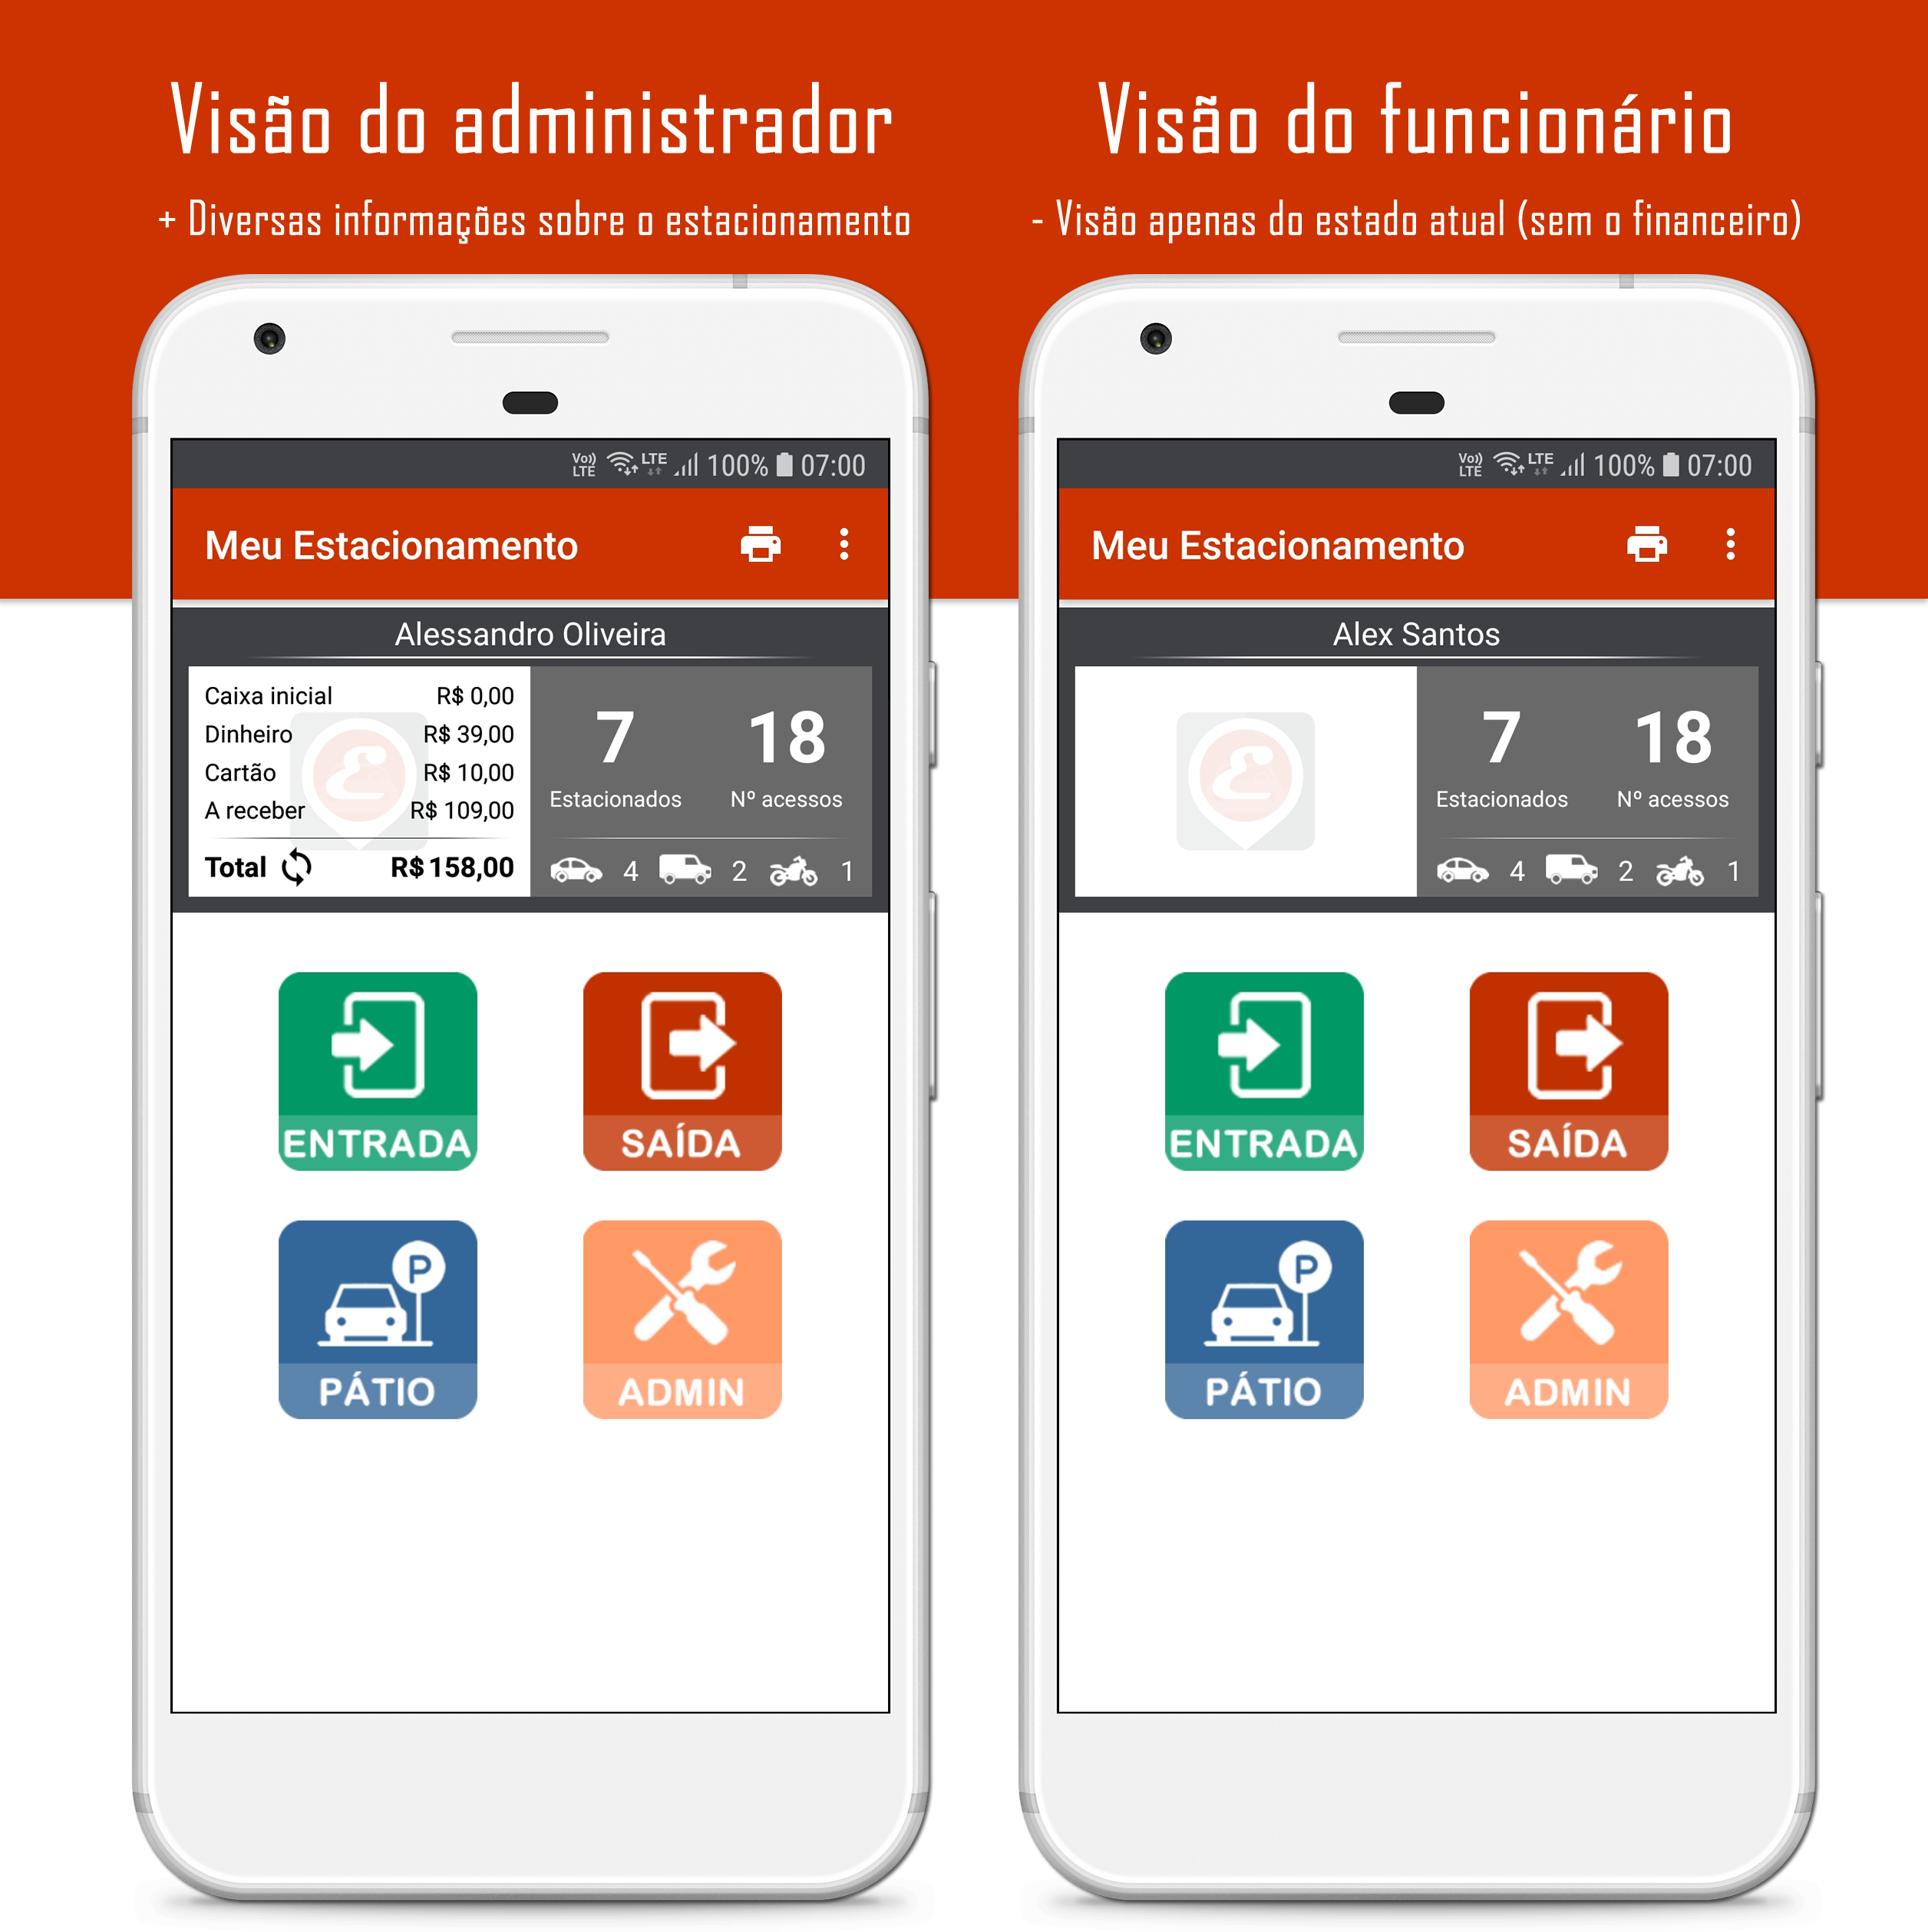 Visão do administrador
+ Diversas informações sobre o estacionamento
Vo)) LTE LTE 100% 07:00
Meu Estacionamento
Alessandro Oliveira
Caixa inicial R$ 0,00
Dinheiro R$ 39,00
Cartão R$ 10,00
A receber R$ 109,00
Total R$ 158,00
7 18
Estacionados Nº acessos
4 2 1
ENTRADA SAÍDA
P
PÁTIO ADMIN
Visão do funcionário
- Visão apenas do estado atual (sem o financeiro)
Vo)) LTE LTE 100% 07:00
Meu Estacionamento
Alex Santos
7 18
Estacionados Nº acessos
4 2 1
ENTRADA SAÍDA
P
PÁTIO ADMIN